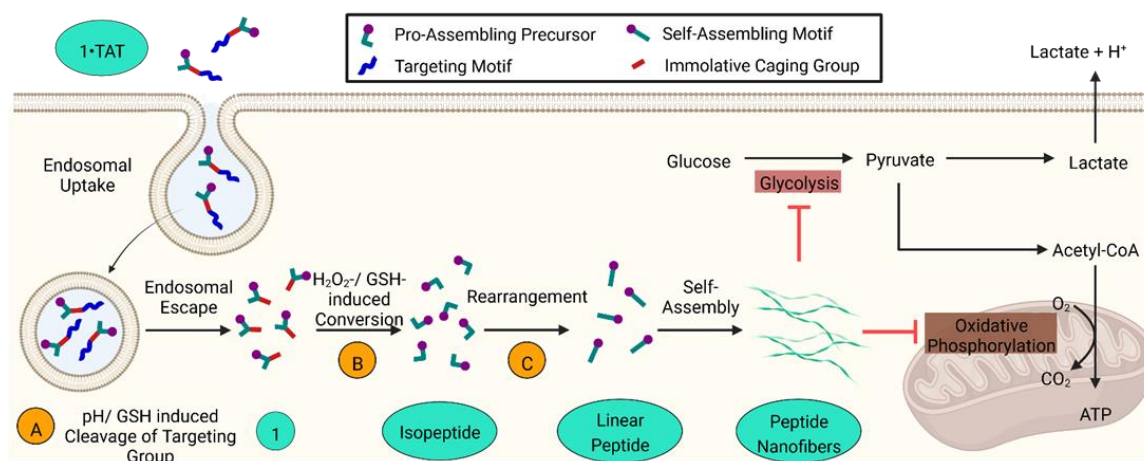 1•TAT
Pro-Assembling Precursor
Self-Assembling Motif
Targeting Motif
Immolative Caging Group
Lactate + H⁺
Endosomal
Uptake
Glucose
Pyruvate
Lactate
Glycolysis
Acetyl-CoA
Endosomal
Escape
H₂O₂-/ GSH-
induced
Conversion
Rearrangement
Self-
Assembly
O₂
Oxidative
Phosphorylation
CO₂
ATP
B
C
A
pH/ GSH induced
Cleavage of Targeting
Group
1
Isopeptide
Linear
Peptide
Peptide
Nanofibers